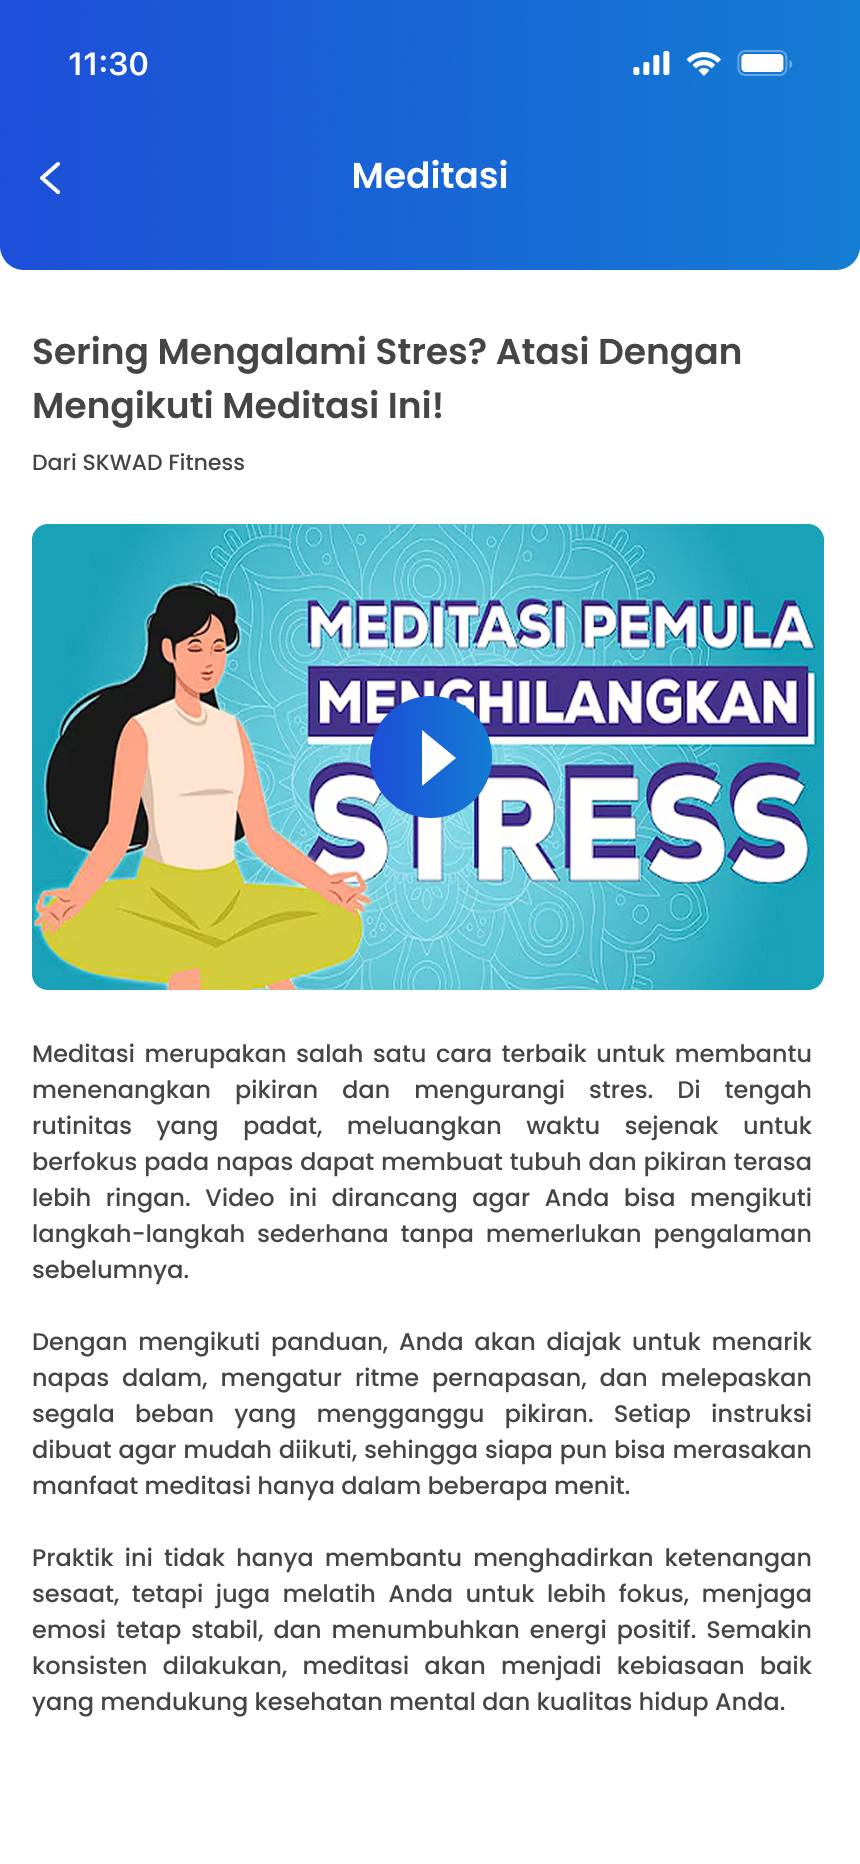 11:30
Meditasi
Sering Mengalami Stres? Atasi Dengan
Mengikuti Meditasi Ini!
Dari SKWAD Fitness
MEDITASI PEMULA
MENGHILANGKAN
STRESS
Meditasi merupakan salah satu cara terbaik untuk membantu
menenangkan pikiran dan mengurangi stres. Di tengah
rutinitas yang padat, meluangkan waktu sejenak untuk
berfokus pada napas dapat membuat tubuh dan pikiran terasa
lebih ringan. Video ini dirancang agar Anda bisa mengikuti
langkah-langkah sederhana tanpa memerlukan pengalaman
sebelumnya.
Dengan mengikuti panduan, Anda akan diajak untuk menarik
napas dalam, mengatur ritme pernapasan, dan melepaskan
segala beban yang mengganggu pikiran. Setiap instruksi
dibuat agar mudah diikuti, sehingga siapa pun bisa merasakan
manfaat meditasi hanya dalam beberapa menit.
Praktik ini tidak hanya membantu menghadirkan ketenangan
sesaat, tetapi juga melatih Anda untuk lebih fokus, menjaga
emosi tetap stabil, dan menumbuhkan energi positif. Semakin
konsisten dilakukan, meditasi akan menjadi kebiasaan baik
yang mendukung kesehatan mental dan kualitas hidup Anda.